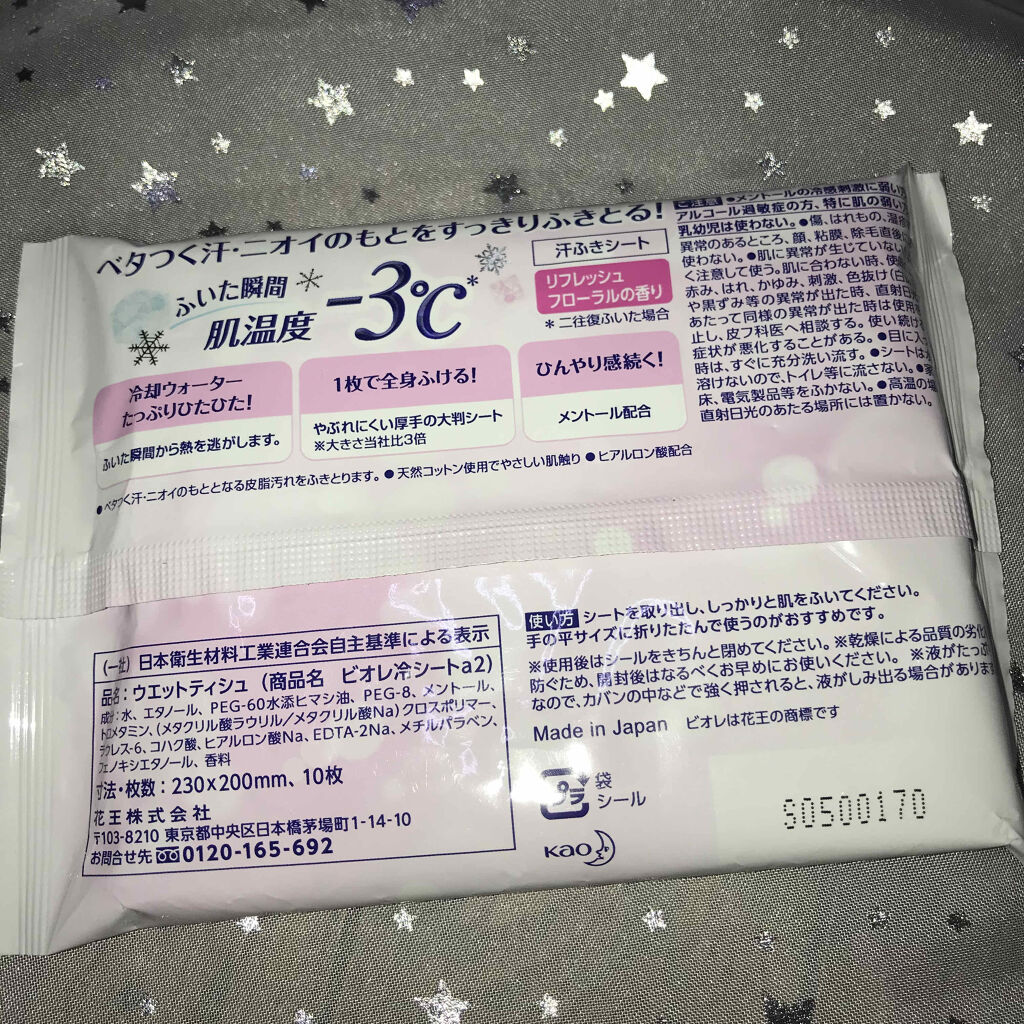 ベタつく汗・ニオイのもとをすっきりふきとる!
ふいた瞬間
肌温度
-3℃*
汗ふきシート
リフレッシュ
フローラルの香り
*二往復ふいた場合
冷却ウォーター
たっぷりひたひた!
ふいた瞬間から熱を逃がします。
1枚で全身ふける!
やぶれにくい厚手の大判シート
※大きさ当社比3倍
ひんやり感続く!
メントール配合
●ベタつく汗・ニオイのもととなる皮脂汚れをふきとります。●天然コットン使用でやさしい肌触り ●ヒアルロン酸配合
ご注意 ●メントールの冷感刺激に弱い
アルコール過敏症の方、特に肌の弱い
乳幼児は使わない。●傷、はれもの、湿疹
異常のあるところ、顔、粘膜、除毛直後
使わない。●肌に異常が生じていない
く注意して使う。肌に合わない時、使
赤み、はれ、かゆみ、刺激、色抜け(白
や黒ずみ等の異常が出た時、直射日
あたって同様の異常が出た時は使用
止し、皮フ科医へ相談する。使い続ける
症状が悪化することがある。●目に入
時は、すぐに充分洗い流す。●シートは
溶けないので、トイレ等に流さない。●
床、電気製品等をふかない。●高温の場
直射日光のあたる場所には置かない。
(一社)日本衛生材料工業連合会自主基準による表示
品名:ウエットティシュ(商品名 ビオレ冷シートa2)
成分:水、エタノール、PEG-60水添ヒマシ油、PEG-8、メントール、
トロメタミン、(メタクリル酸ラウリル/メタクリル酸Na)クロスポリマー、
ラウレス-6、コハク酸、ヒアルロン酸Na、EDTA-2Na、メチルパラベン、
フェノキシエタノール、香料
寸法・枚数:230×200mm、10枚
花王株式会社
〒103-8210 東京都中央区日本橋茅場町1-14-10
お問合せ先 0120-165-692
使い方 シートを取り出し、しっかりと肌をふいてください。
手の平サイズに折りたたんで使うのがおすすめです。
※使用後はシールをきちんと閉めてください。※乾燥による品質の劣化
防ぐため、開封後はなるべくお早めにお使いください。※液がたっぷ
なので、カバンの中などで強く押されると、液がしみ出る場合があります
Made in Japan ビオレは花王の商標です
プラ
袋
シール
Kao
S0500170